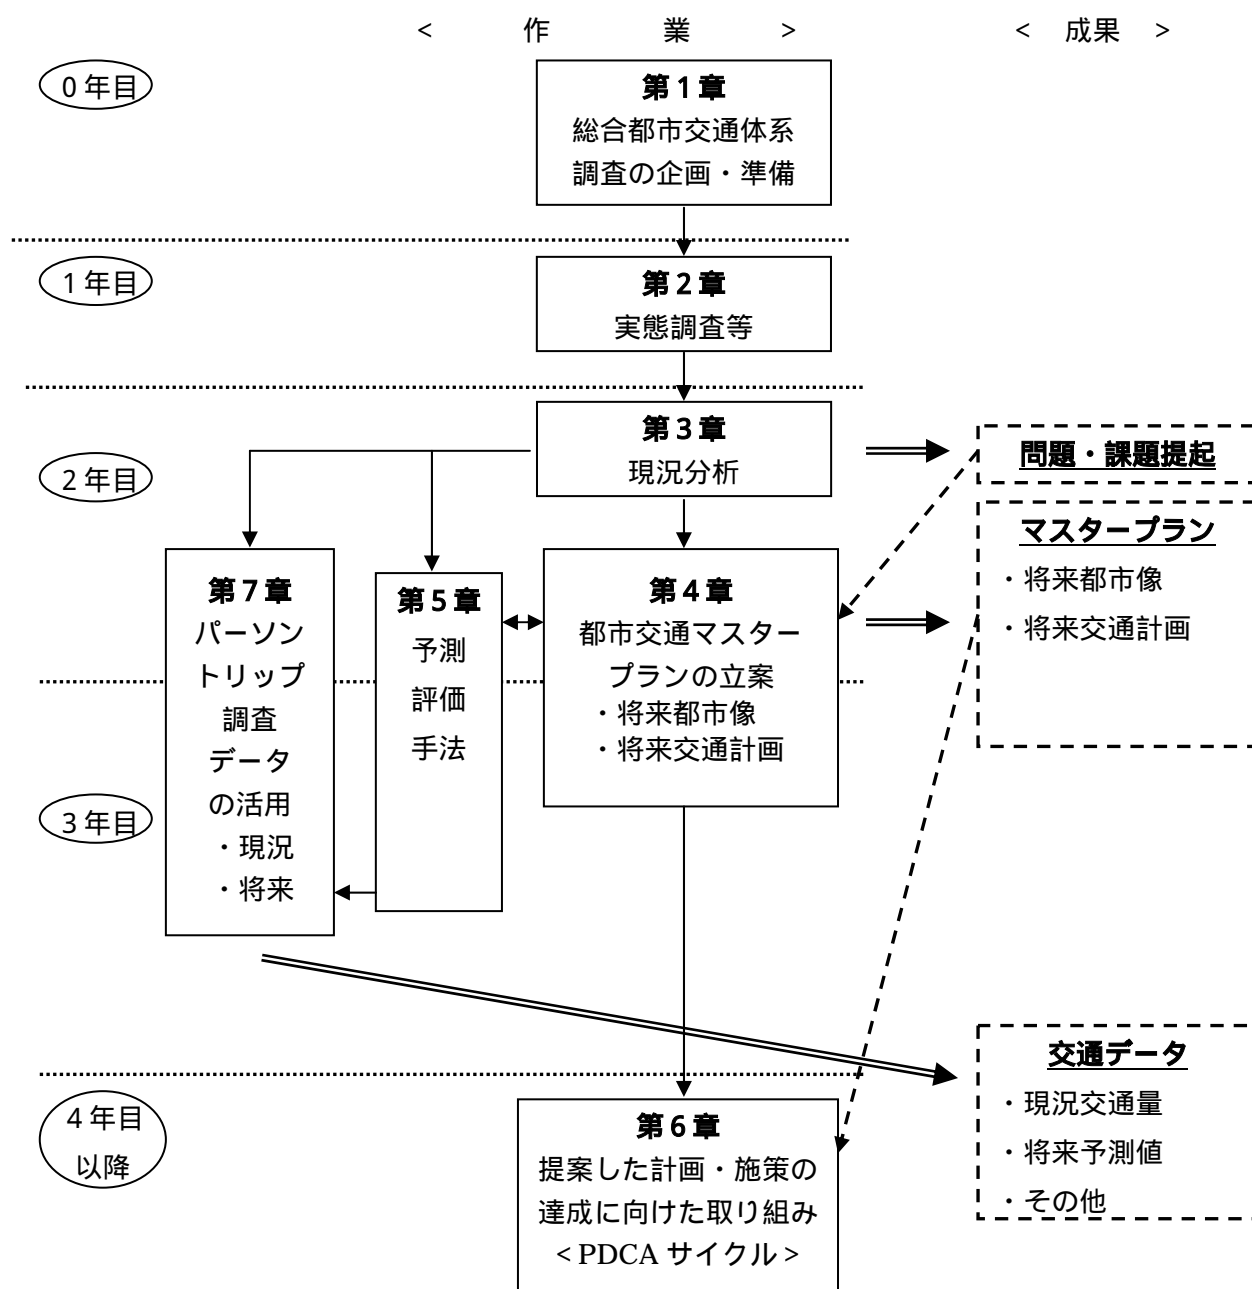 < 作 業 >
< 成果 >
0年目
第1章
総合都市交通体系
調査の企画・準備
1年目
第2章
実態調査等
2年目
第3章
現況分析
問題・課題提起
マスタープラン
・将来都市像
・将来交通計画
第7章
パーソン
トリップ
調査
データ
の活用
・現況
・将来
第5章
予測
評価
手法
第4章
都市交通マスター
プランの立案
・将来都市像
・将来交通計画
3年目
交通データ
・現況交通量
・将来予測値
・その他
4年目
以降
第6章
提案した計画・施策の
達成に向けた取り組み
<PDCAサイクル>